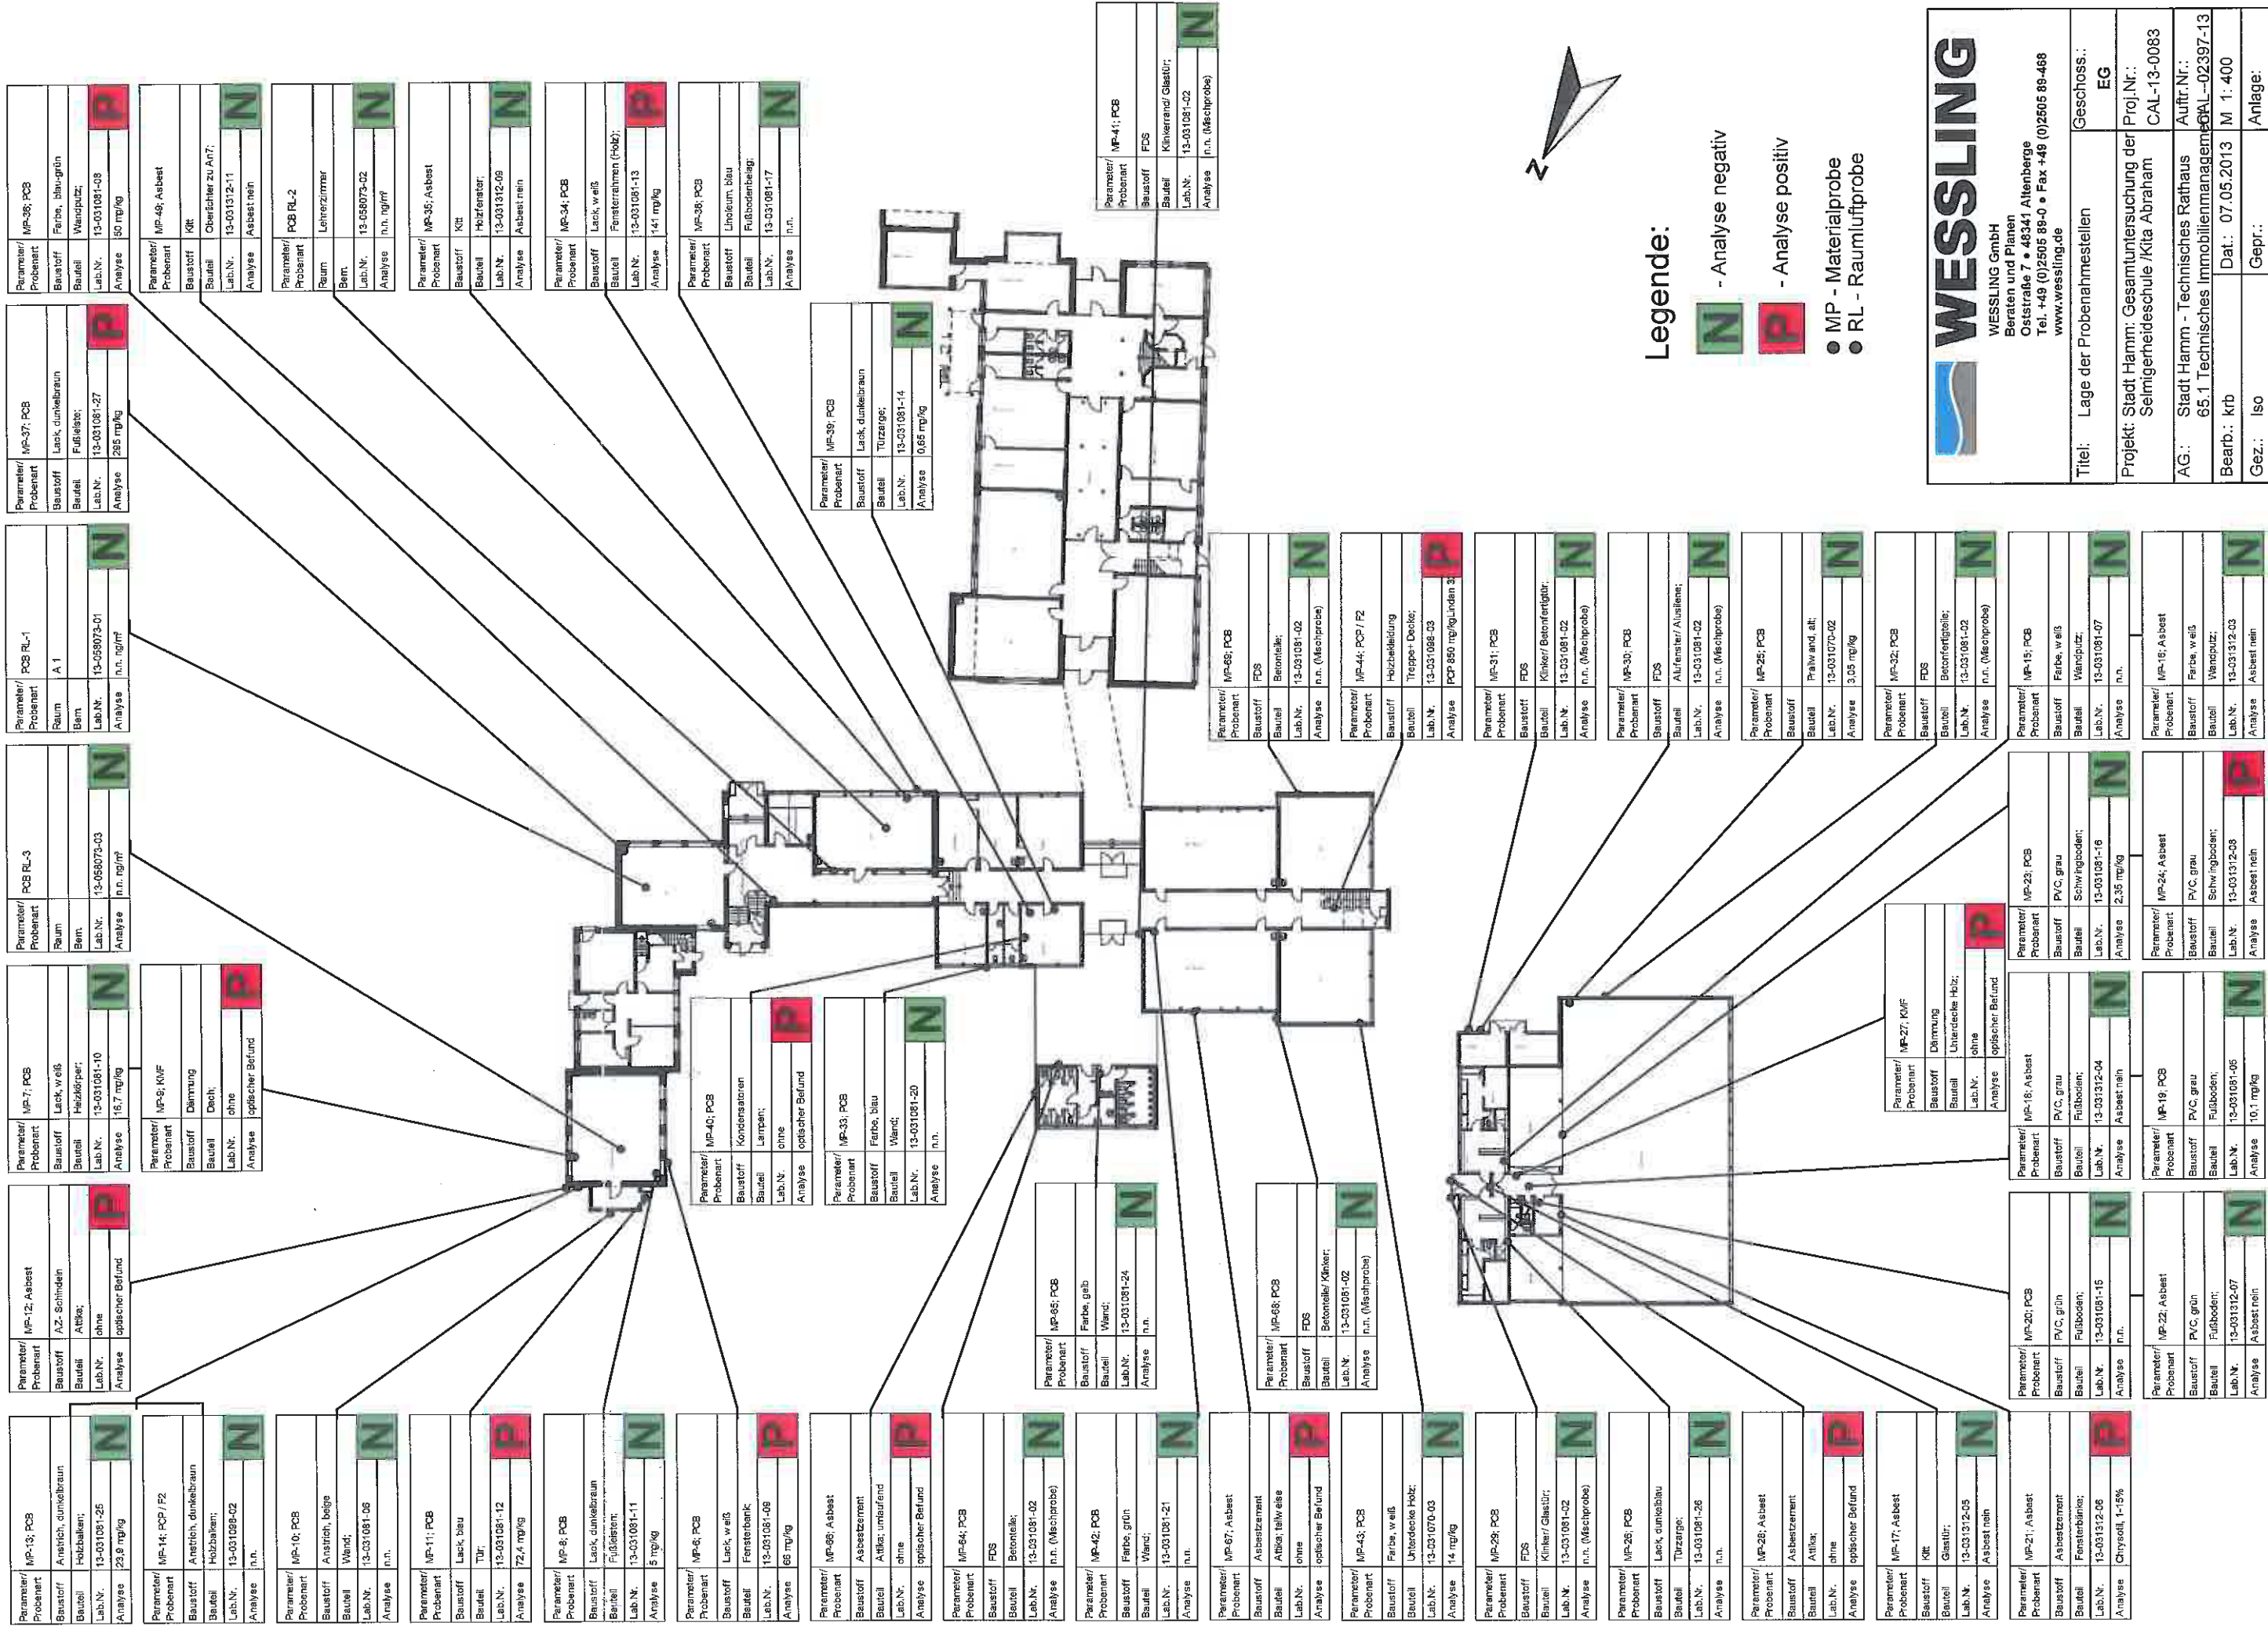 Parameter/ Probenart MP-13; PCB
Baustoff Anstrich, dunkelbraun
Bauteil Holzbalken;
Lab.Nr. 13-031081-25
Analyse 23,9 mg/kg
N
Parameter/ Probenart MP-12; Asbest
Baustoff AZ- Schindeln
Bauteil Attika;
Lab.Nr. ohne
Analyse optischer Befund
P
Parameter/ Probenart MP-7; PCB
Baustoff Lack, weiß
Bauteil Heizkörper;
Lab.Nr. 13-031081-10
Analyse 16,7 mg/kg
N
Parameter/ Probenart PCB RL-3
Raum
Bem.
Lab.Nr. 13-058073-03
Analyse n.n. ng/m³
N
Parameter/ Probenart PCB RL-1
Raum A 1
Bem.
Lab.Nr. 13-058073-01
Analyse n.n. ng/m³
N
Parameter/ Probenart MP-37; PCB
Baustoff Lack, dunkelbraun
Bauteil Fußleiste;
Lab.Nr. 13-031081-27
Analyse 295 mg/kg
P
Parameter/ Probenart MP-36; PCB
Baustoff Farbe, blau-grün
Bauteil Wandputz;
Lab.Nr. 13-031081-08
Analyse 50 mg/kg
P
Parameter/ Probenart MP-14; PCP / F2
Baustoff Anstrich, dunkelbraun
Bauteil Holzbalken;
Lab.Nr. 13-031098-02
Analyse n.n.
N
Parameter/ Probenart MP-9; KMF
Baustoff Dämmung
Bauteil Dach;
Lab.Nr. ohne
Analyse optischer Befund
P
Parameter/ Probenart MP-49; Asbest
Baustoff Kitt
Bauteil Oberlichter zu An7;
Lab.Nr. 13-031312-11
Analyse Asbest nein
N
Parameter/ Probenart MP-10; PCB
Baustoff Anstrich, beige
Bauteil Wand;
Lab.Nr. 13-031081-06
Analyse n.n.
N
Parameter/ Probenart PCB RL-2
Raum Lehrerzimmer
Bem.
Lab.Nr. 13-058073-02
Analyse n.n. ng/m³
N
Parameter/ Probenart MP-11; PCB
Baustoff Lack, blau
Bauteil Tür;
Lab.Nr. 13-031081-12
Analyse 72,4 mg/kg
P
Parameter/ Probenart MP-35; Asbest
Baustoff Kitt
Bauteil Holzfenster;
Lab.Nr. 13-031312-09
Analyse Asbest nein
N
Parameter/ Probenart MP-8; PCB
Baustoff Lack, dunkelbraun
Bauteil Fußleisten;
Lab.Nr. 13-031081-11
Analyse 5 mg/kg
N
Parameter/ Probenart MP-34; PCB
Baustoff Lack, weiß
Bauteil Fensterrahmen (Holz);
Lab.Nr. 13-031081-13
Analyse 141 mg/kg
P
Parameter/ Probenart MP-6; PCB
Baustoff Lack, weiß
Bauteil Fensterbank;
Lab.Nr. 13-031081-09
Analyse 66 mg/kg
P
Parameter/ Probenart MP-40; PCB
Baustoff Kondensatoren
Bauteil Lampen;
Lab.Nr. ohne
Analyse optischer Befund
P
Parameter/ Probenart MP-38; PCB
Baustoff Linoleum, blau
Bauteil Fußbodenbelag;
Lab.Nr. 13-031081-17
Analyse n.n.
N
Parameter/ Probenart MP-66; Asbest
Baustoff Asbestzement
Bauteil Attika; umlaufend
Lab.Nr. ohne
Analyse optischer Befund
P
Parameter/ Probenart MP-33; PCB
Baustoff Farbe, blau
Bauteil Wand;
Lab.Nr. 13-031081-20
Analyse n.n.
N
Parameter/ Probenart MP-39; PCB
Baustoff Lack, dunkelbraun
Bauteil Türzarge;
Lab.Nr. 13-031081-14
Analyse 0,65 mg/kg
N
Parameter/ Probenart MP-64; PCB
Baustoff FDS
Bauteil Betonteile;
Lab.Nr. 13-031081-02
Analyse n.n. (Mischprobe)
N
Parameter/ Probenart MP-42; PCB
Baustoff Farbe, grün
Bauteil Wand;
Lab.Nr. 13-031081-21
Analyse n.n.
N
Parameter/ Probenart MP-65; PCB
Baustoff Farbe, gelb
Bauteil Wand;
Lab.Nr. 13-031081-24
Analyse n.n.
N
Parameter/ Probenart MP-41; PCB
Baustoff FDS
Bauteil Klinkerrand/ Glastür;
Lab.Nr. 13-031081-02
Analyse n.n. (Mischprobe)
N
Parameter/ Probenart MP-67; Asbest
Baustoff Asbestzement
Bauteil Attika; teilweise
Lab.Nr. ohne
Analyse optischer Befund
P
Parameter/ Probenart MP-68; PCB
Baustoff FDS
Bauteil Betonteile/ Klinker;
Lab.Nr. 13-031081-02
Analyse n.n. (Mischprobe)
N
Parameter/ Probenart MP-69; PCB
Baustoff FDS
Bauteil Betonteile;
Lab.Nr. 13-031081-02
Analyse n.n. (Mischprobe)
N
Parameter/ Probenart MP-43; PCB
Baustoff Farbe, weiß
Bauteil Unterdecke Holz;
Lab.Nr. 13-031070-03
Analyse 14 mg/kg
N
Parameter/ Probenart MP-44; PCP / F2
Baustoff Holzbekleidung
Bauteil Treppe+ Decke;
Lab.Nr. 13-031098-03
Analyse PCP 850 mg/kgLindan 3
P
Parameter/ Probenart MP-29; PCB
Baustoff FDS
Bauteil Klinker/ Glastür;
Lab.Nr. 13-031081-02
Analyse n.n. (Mischprobe)
N
Parameter/ Probenart MP-31; PCB
Baustoff FDS
Bauteil Klinker/ Betonfertigtür;
Lab.Nr. 13-031081-02
Analyse n.n. (Mischprobe)
N
Parameter/ Probenart MP-26; PCB
Baustoff Lack, dunkelblau
Bauteil Türzarge;
Lab.Nr. 13-031081-26
Analyse n.n.
N
Parameter/ Probenart MP-30; PCB
Baustoff FDS
Bauteil Alufenster/ Alusilene;
Lab.Nr. 13-031081-02
Analyse n.n. (Mischprobe)
N
Parameter/ Probenart MP-28; Asbest
Baustoff Asbestzement
Bauteil Attika;
Lab.Nr. ohne
Analyse optischer Befund
P
Parameter/ Probenart MP-25; PCB
Baustoff
Bauteil Prallwand, alt;
Lab.Nr. 13-031070-02
Analyse 3,05 mg/kg
N
Parameter/ Probenart MP-17; Asbest
Baustoff Kitt
Bauteil Glastür;
Lab.Nr. 13-031312-05
Analyse Asbest nein
N
Parameter/ Probenart MP-27; KMF
Baustoff Dämmung
Bauteil Unterdecke Holz;
Lab.Nr. ohne
Analyse optischer Befund
P
Parameter/ Probenart MP-32; PCB
Baustoff FDS
Bauteil Betonfertigteile;
Lab.Nr. 13-031081-02
Analyse n.n. (Mischprobe)
N
Parameter/ Probenart MP-21; Asbest
Baustoff Asbestzement
Bauteil Fensterbänke;
Lab.Nr. 13-031312-06
Analyse Chrysotil, 1-15%
P
Parameter/ Probenart MP-20; PCB
Baustoff PVC, grün
Bauteil Fußboden;
Lab.Nr. 13-031081-15
Analyse n.n.
N
Parameter/ Probenart MP-18; Asbest
Baustoff PVC, grau
Bauteil Fußboden;
Lab.Nr. 13-031312-04
Analyse Asbest nein
N
Parameter/ Probenart MP-23; PCB
Baustoff PVC, grau
Bauteil Schwingboden;
Lab.Nr. 13-031081-16
Analyse 2,35 mg/kg
N
Parameter/ Probenart MP-15; PCB
Baustoff Farbe, weiß
Bauteil Wandputz;
Lab.Nr. 13-031081-07
Analyse n.n.
N
Parameter/ Probenart MP-22; Asbest
Baustoff PVC, grün
Bauteil Fußboden;
Lab.Nr. 13-031312-07
Analyse Asbest nein
N
Parameter/ Probenart MP-19; PCB
Baustoff PVC, grau
Bauteil Fußboden;
Lab.Nr. 13-031081-05
Analyse 10,1 mg/kg
N
Parameter/ Probenart MP-24; Asbest
Baustoff PVC, grau
Bauteil Schwingboden;
Lab.Nr. 13-031312-08
Analyse Asbest nein
P
Parameter/ Probenart MP-16; Asbest
Baustoff Farbe, weiß
Bauteil Wandputz;
Lab.Nr. 13-031312-03
Analyse Asbest nein
N
N
Legende:
N - Analyse negativ
P - Analyse positiv
● MP - Materialprobe
● RL - Raumluftprobe
WESSLING
WESSLING GmbH
Beraten und Planen
Oststraße 7 ● 48341 Altenberge
Tel. +49 (0)2505 89-0 ● Fax +49 (0)2505 89-468
www.wessling.de
Titel: Lage der Probenahmestellen
Geschoss.: EG
Projekt: Stadt Hamm: Gesamtuntersuchung der
Selmigerheideschule /Kita Abraham
Proj.Nr.:
CAL-13-0083
AG.: Stadt Hamm - Technisches Rathaus
65.1 Technisches Immobilienmanagement
Auftr.Nr.:
CAL--02397-13
Bearb.: krb Dat.: 07.05.2013 M 1: 400
Gez.: lso Gepr.: Anlage: